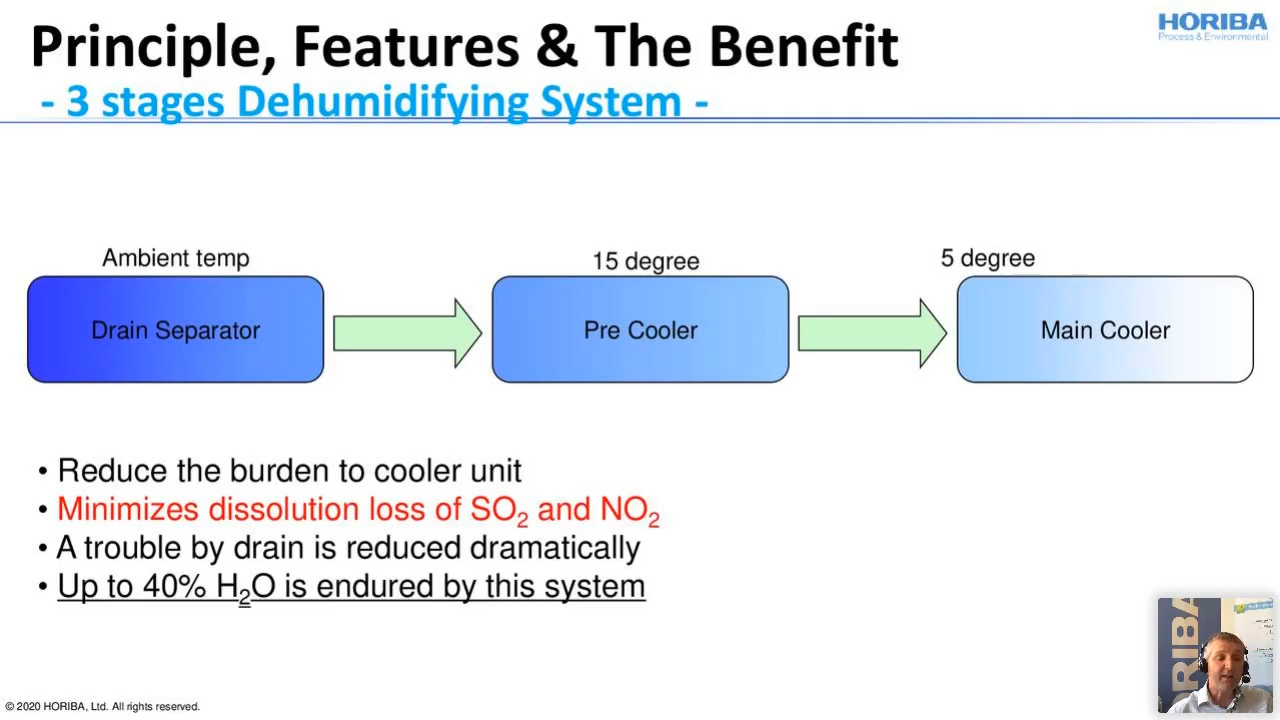 Principle, Features & The Benefit
HORIBA
Process & Environmental
- 3 stages Dehumidifying System -
Ambient temp
15 degree
5 degree
Drain Separator
Pre Cooler
Main Cooler
• Reduce the burden to cooler unit
• Minimizes dissolution loss of SO₂ and NO₂
• A trouble by drain is reduced dramatically
• Up to 40% H₂O is endured by this system
RIBA
© 2020 HORIBA, Ltd. All rights reserved.